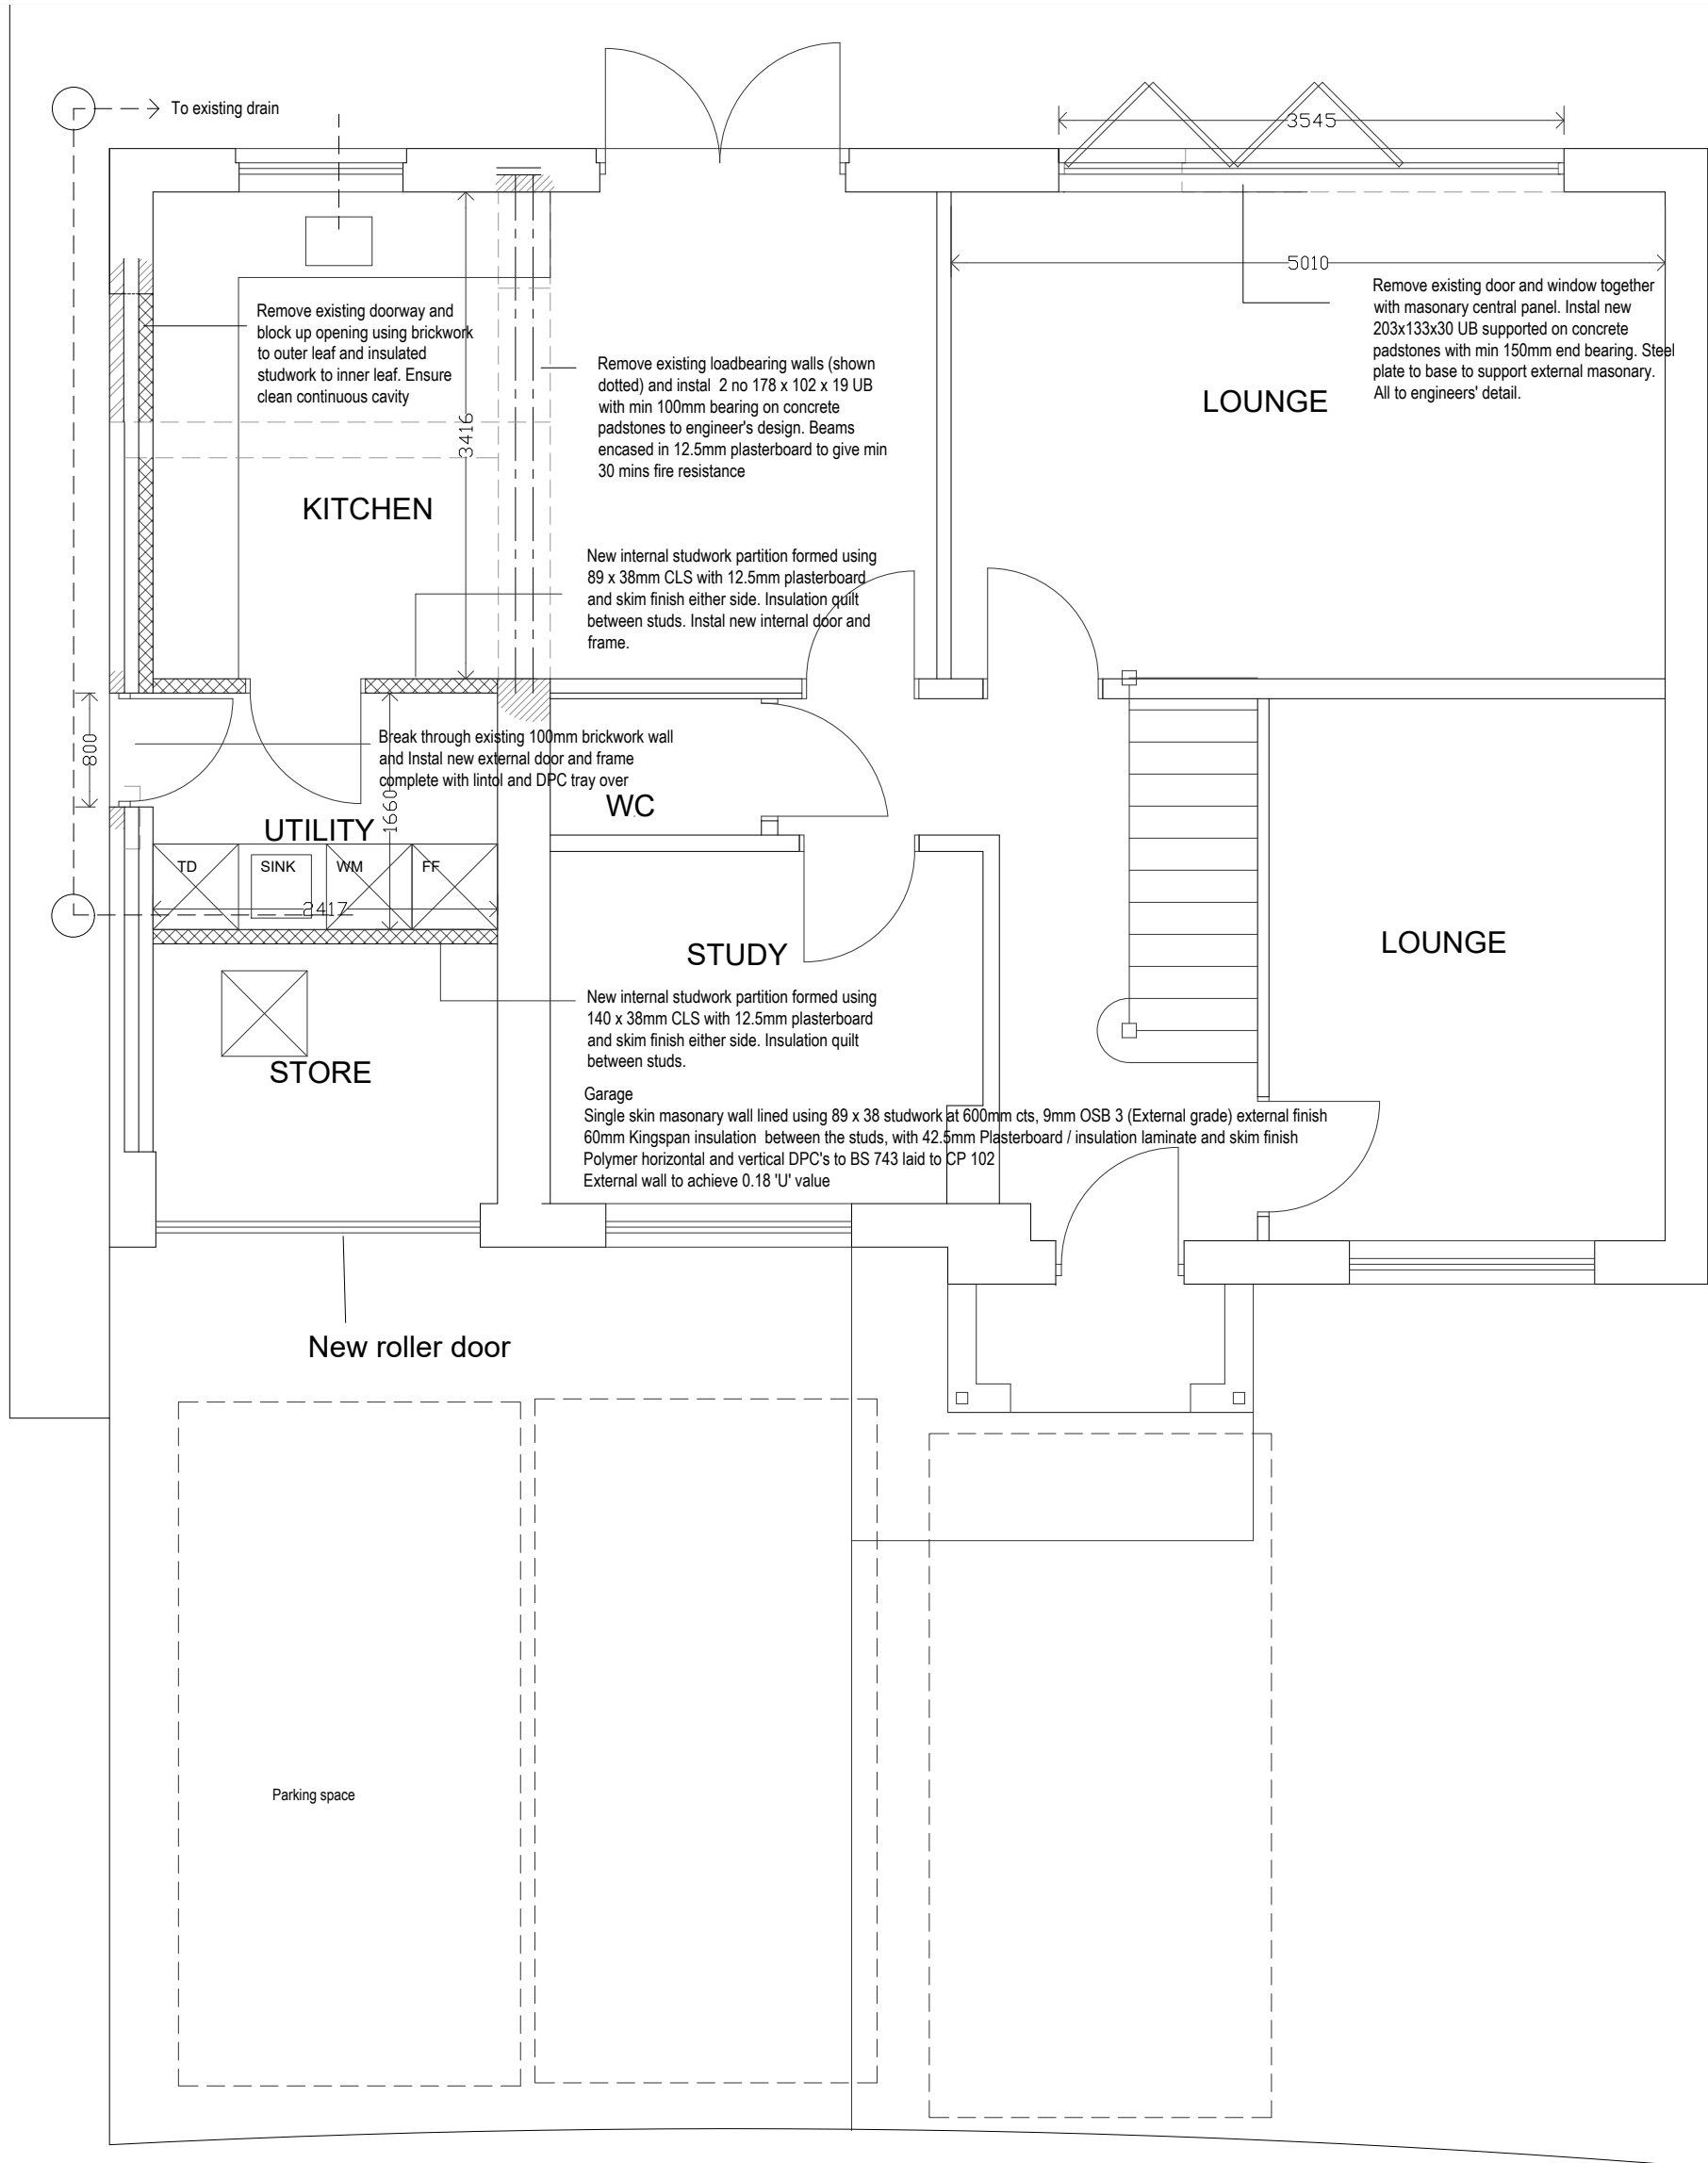 To existing drain
3545
5010
Remove existing door and window together
with masonary central panel. Instal new
203x133x30 UB supported on concrete
padstones with min 150mm end bearing. Steel
plate to base to support external masonary.
All to engineers' detail.
Remove existing doorway and
block up opening using brickwork
to outer leaf and insulated
studwork to inner leaf. Ensure
clean continuous cavity
Remove existing loadbearing walls (shown
dotted) and instal 2 no 178 x 102 x 19 UB
with min 100mm bearing on concrete
padstones to engineer's design. Beams
encased in 12.5mm plasterboard to give min
30 mins fire resistance
LOUNGE
3416
KITCHEN
New internal studwork partition formed using
89 x 38mm CLS with 12.5mm plasterboard
and skim finish either side. Insulation quilt
between studs. Instal new internal door and
frame.
800
Break through existing 100mm brickwork wall
and Instal new external door and frame
complete with lintol and DPC tray over
1660
WC
UTILITY
TD
SINK
WM
FF
2417
STUDY
LOUNGE
New internal studwork partition formed using
140 x 38mm CLS with 12.5mm plasterboard
and skim finish either side. Insulation quilt
between studs.
STORE
Garage
Single skin masonary wall lined using 89 x 38 studwork at 600mm cts, 9mm OSB 3 (External grade) external finish
60mm Kingspan insulation between the studs, with 42.5mm Plasterboard / insulation laminate and skim finish
Polymer horizontal and vertical DPC's to BS 743 laid to CP 102
External wall to achieve 0.18 'U' value
New roller door
Parking space